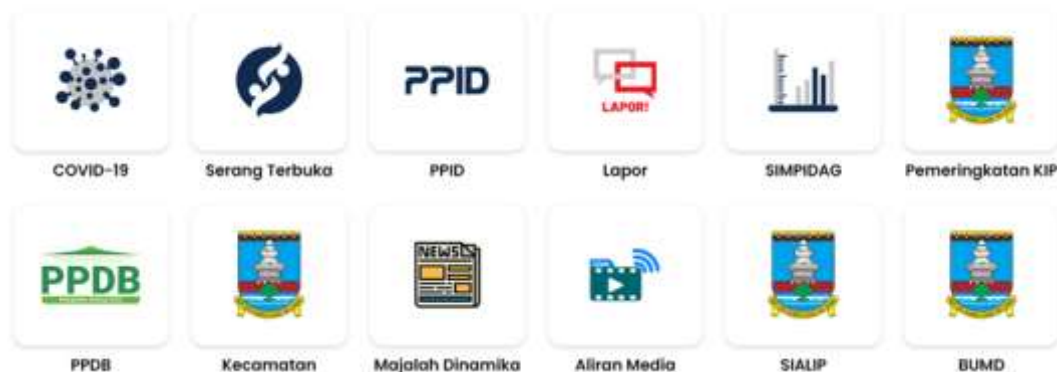 PPID
LAPOR!
COVID-19
Serang Terbuka
PPID
Lapor
SIMPIDAG
Pemeringkatan KIP
PPDB
NEWS
PPDB
Kecamatan
Majalah Dinamika
Aliran Media
SIALIP
BUMD